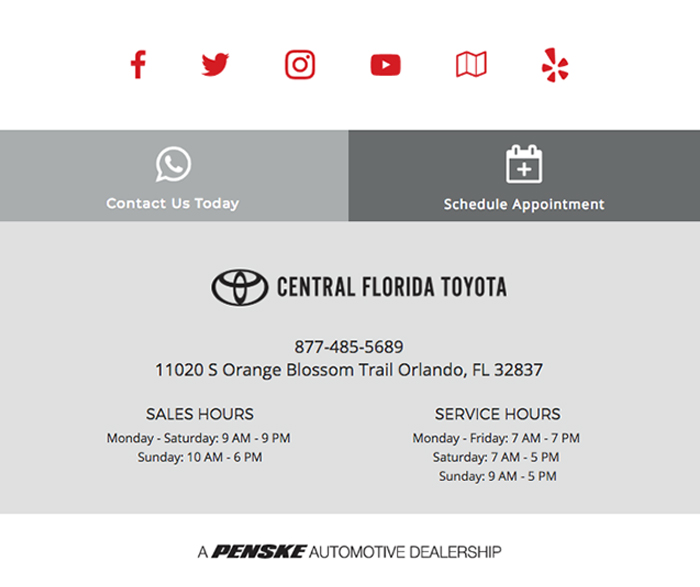 Contact Us Today
Schedule Appointment
CENTRAL FLORIDA TOYOTA
877-485-5689
11020 S Orange Blossom Trail Orlando, FL 32837
SALES HOURS
Monday - Saturday: 9 AM - 9 PM
Sunday: 10 AM - 6 PM
SERVICE HOURS
Monday - Friday: 7 AM - 7 PM
Saturday: 7 AM - 5 PM
Sunday: 9 AM - 5 PM
A PENSKE AUTOMOTIVE DEALERSHIP